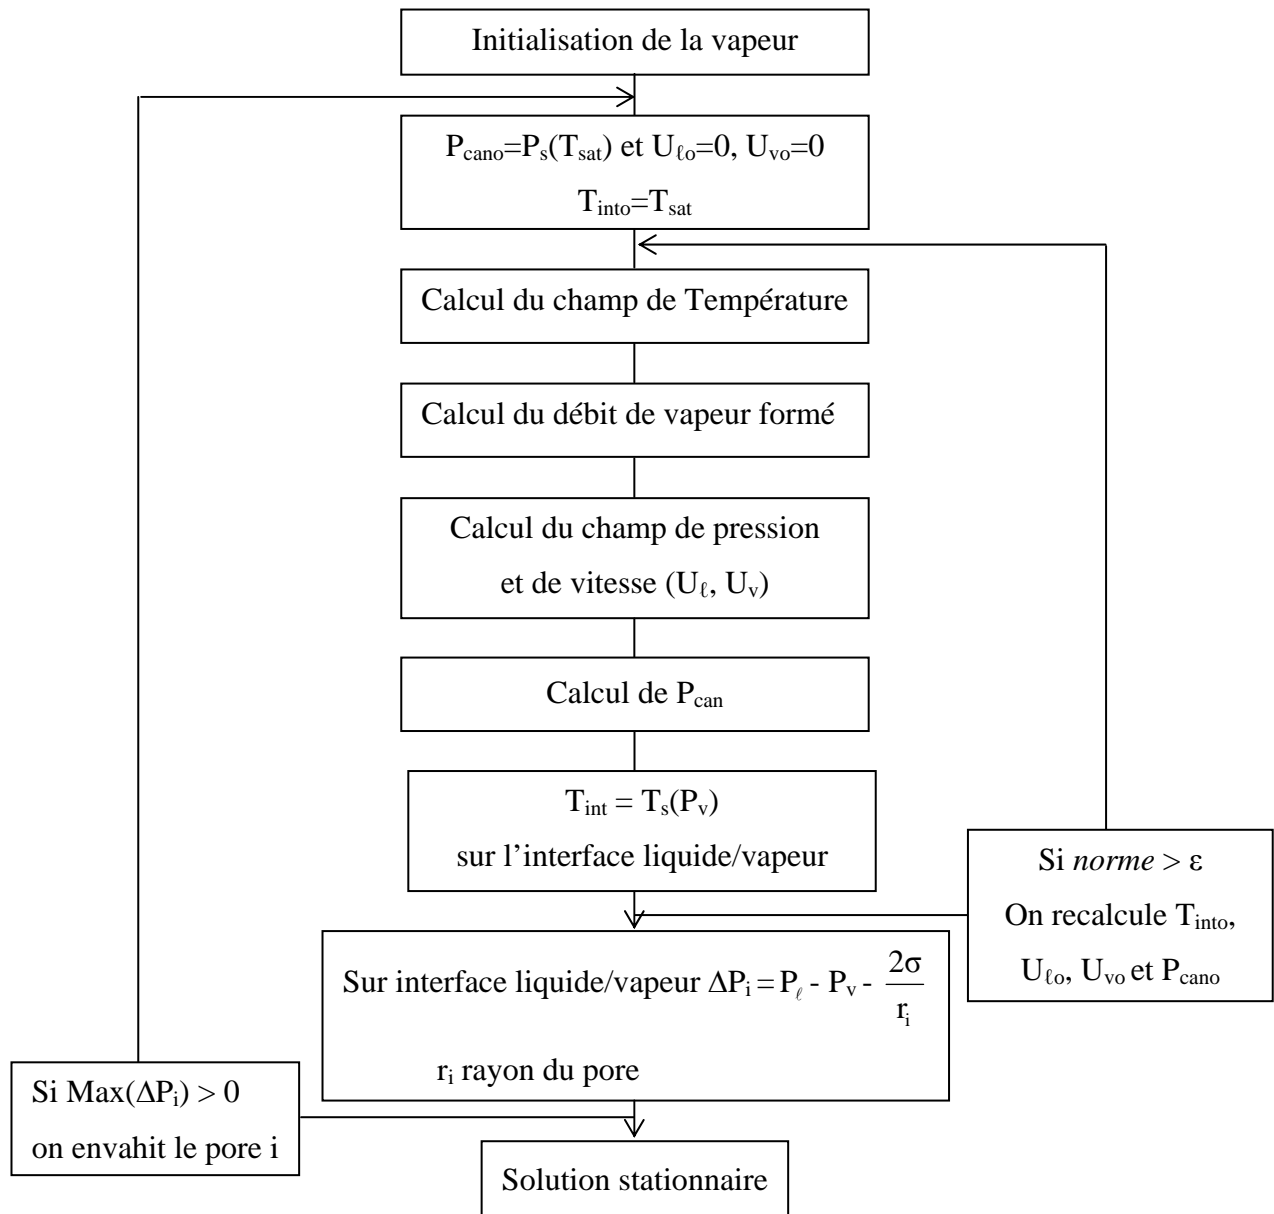 Initialisation de la vapeur
P_cano=P_s(T_sat) et U_ℓo=0, U_vo=0
T_into=T_sat
Calcul du champ de Température
Calcul du débit de vapeur formé
Calcul du champ de pression
et de vitesse (U_ℓ, U_v)
Calcul de P_can
T_int = T_s(P_v)
sur l'interface liquide/vapeur
Si norme > ε
On recalcule T_into,
U_ℓo, U_vo et P_cano
Sur interface liquide/vapeur ΔP_i = P_ℓ - P_v - 2σ/r_i
r_i rayon du pore
Si Max(ΔP_i) > 0
on envahit le pore i
Solution stationnaire